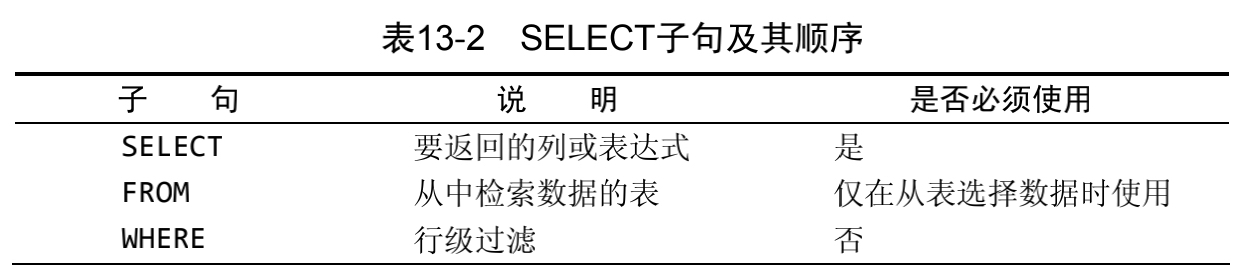 表13-2 SELECT子句及其顺序
子 句 说 明 是否必须使用
SELECT 要返回的列或表达式 是
FROM 从中检索数据的表 仅在从表选择数据时使用
WHERE 行级过滤 否